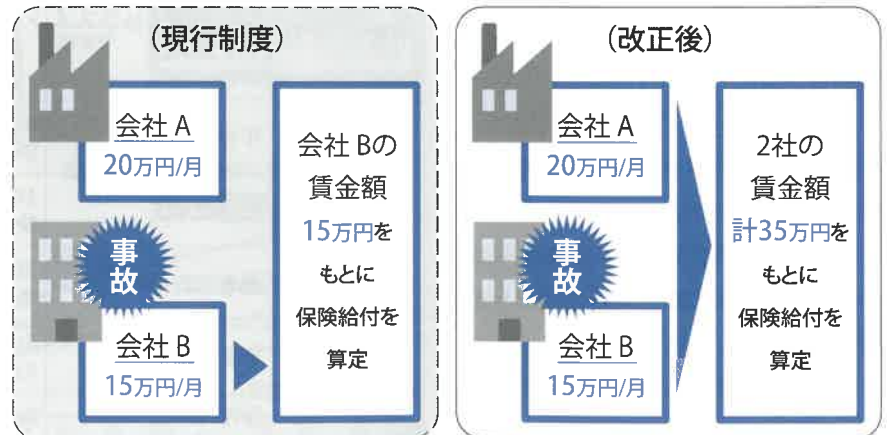 （現行制度）
会社 A
20万円/月
事故
会社 B
15万円/月
会社 Bの
賃金額
15万円を
もとに
保険給付を
算定
（改正後）
会社 A
20万円/月
事故
会社 B
15万円/月
2社の
賃金額
計35万円を
もとに
保険給付を
算定